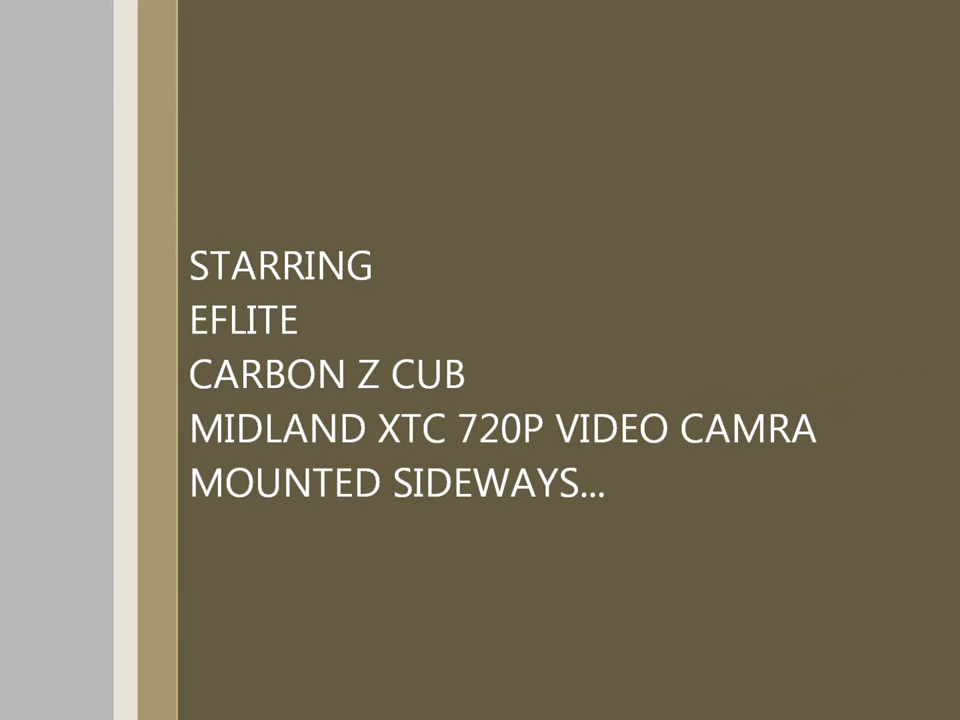 STARRING
EFLITE
CARBON Z CUB
MIDLAND XTC 720P VIDEO CAMRA
MOUNTED SIDEWAYS...